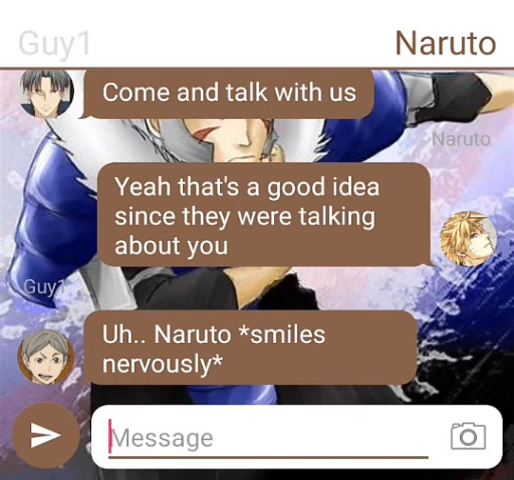 Guy1 Naruto
Come and talk with us
Naruto
Yeah that's a good idea
since they were talking
about you
Guy1
Uh.. Naruto *smiles
nervously*
Message